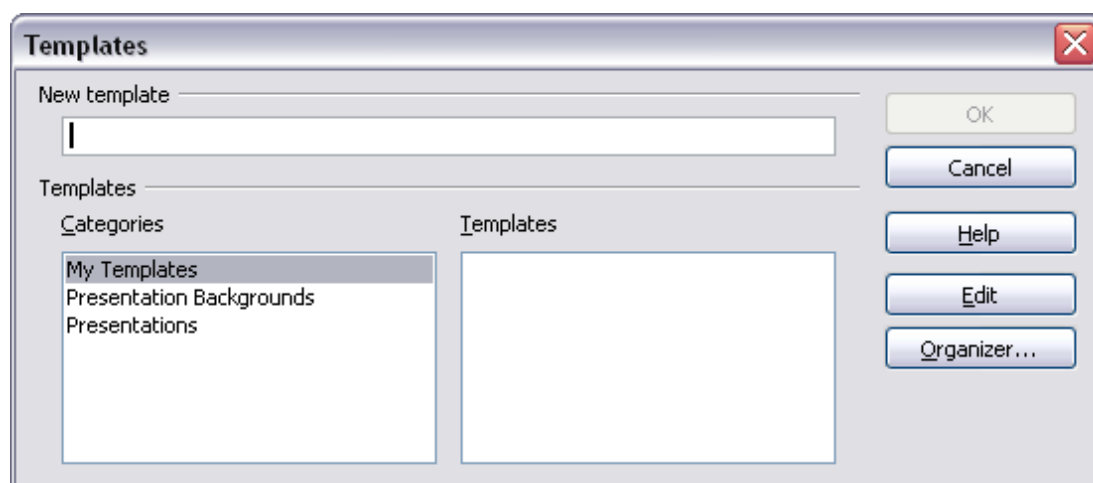 Templates
New template
OK
Cancel
Templates
Categories
Templates
Help
My Templates
Presentation Backgrounds
Presentations
Edit
Organizer...